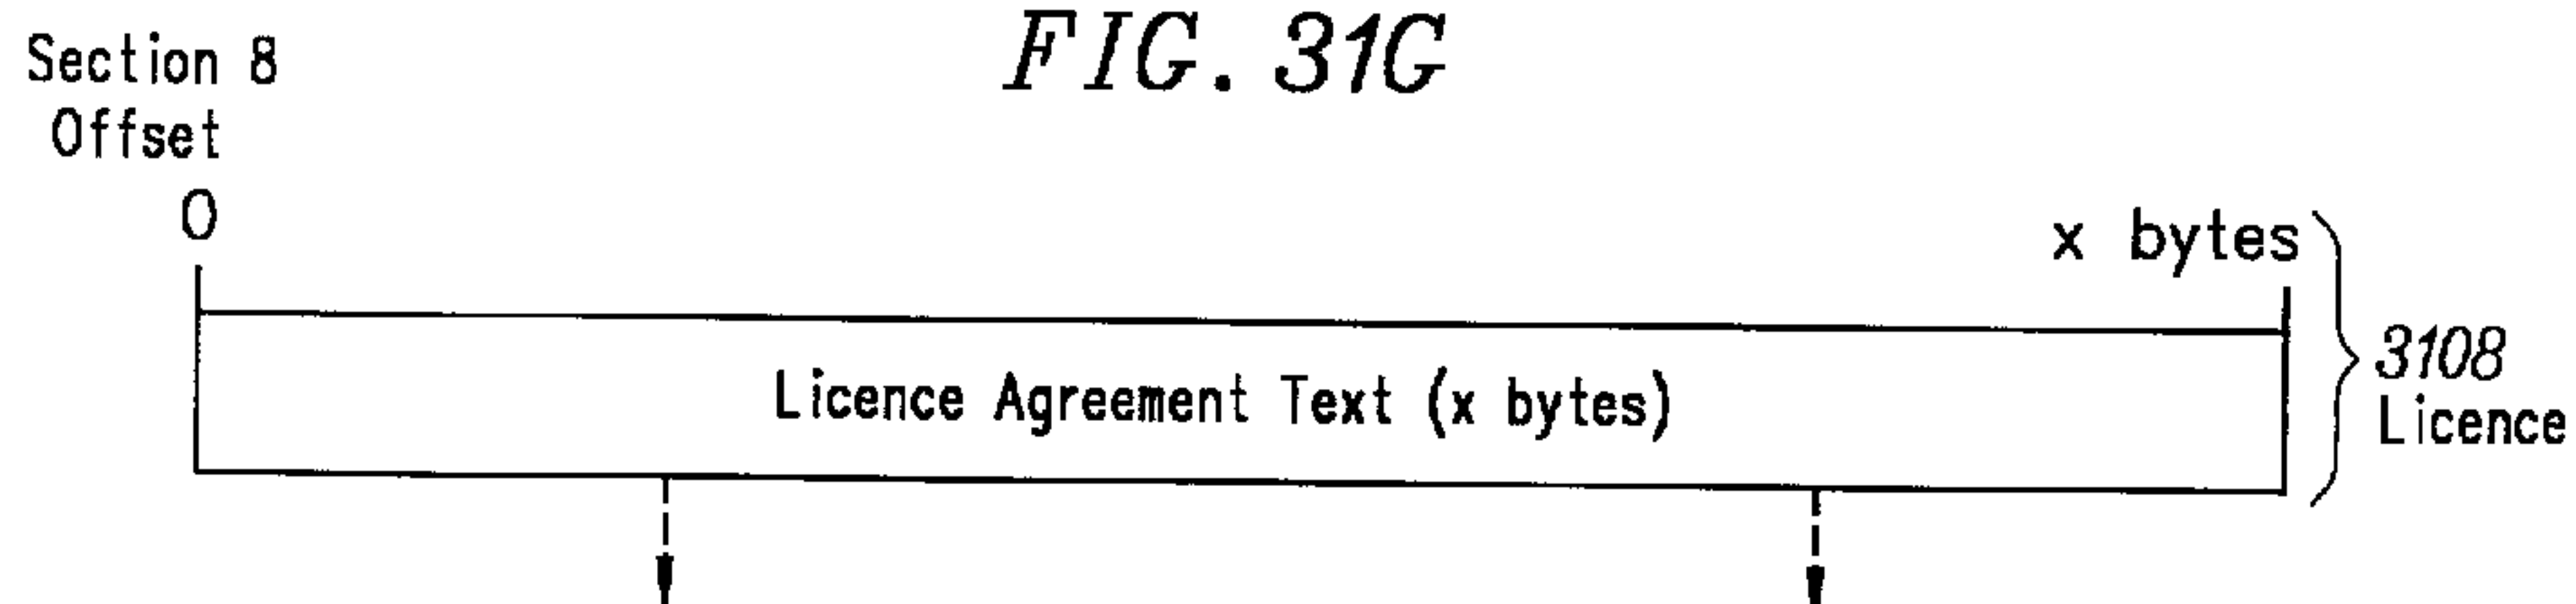 FIG. 31G
Section 8
Offset
0
x bytes
Licence Agreement Text (x bytes)
3108
Licence